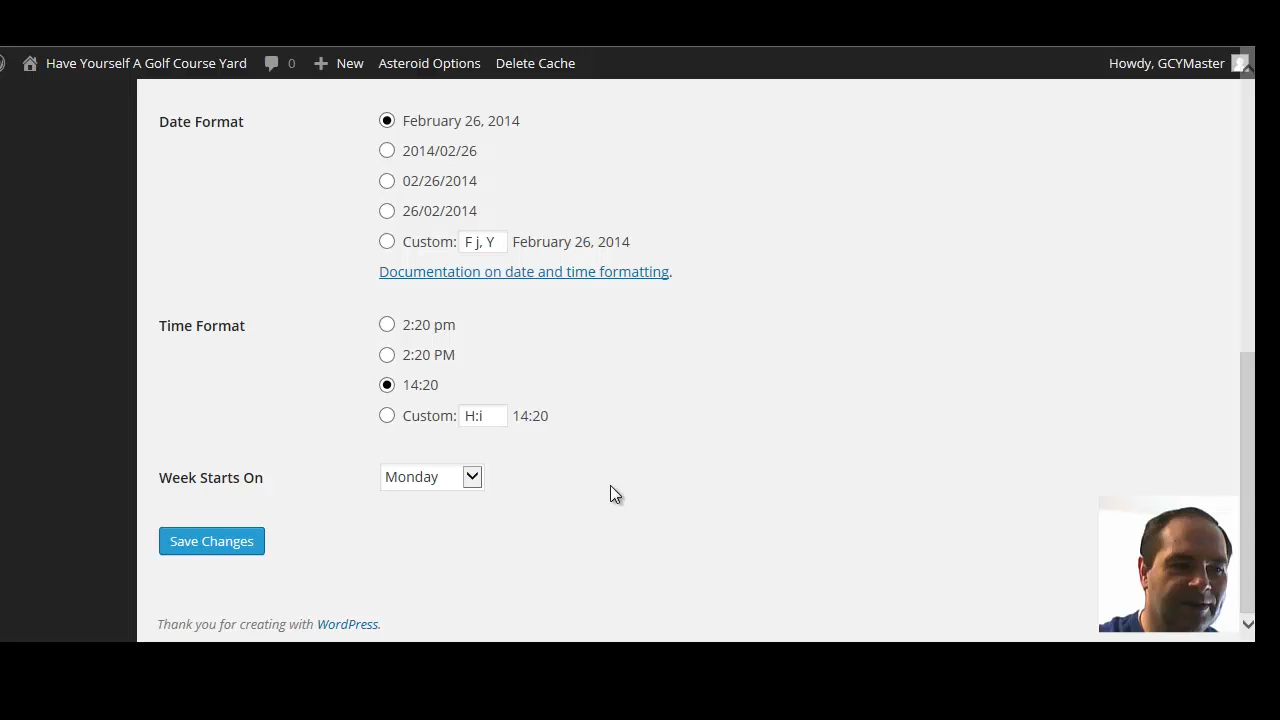 Have Yourself A Golf Course Yard 0 New Asteroid Options Delete Cache Howdy, GCYMaster
Date Format
February 26, 2014
2014/02/26
02/26/2014
26/02/2014
Custom: F j, Y February 26, 2014
Documentation on date and time formatting.
Time Format
2:20 pm
2:20 PM
14:20
Custom: H:i 14:20
Week Starts On Monday
Save Changes
Thank you for creating with WordPress.